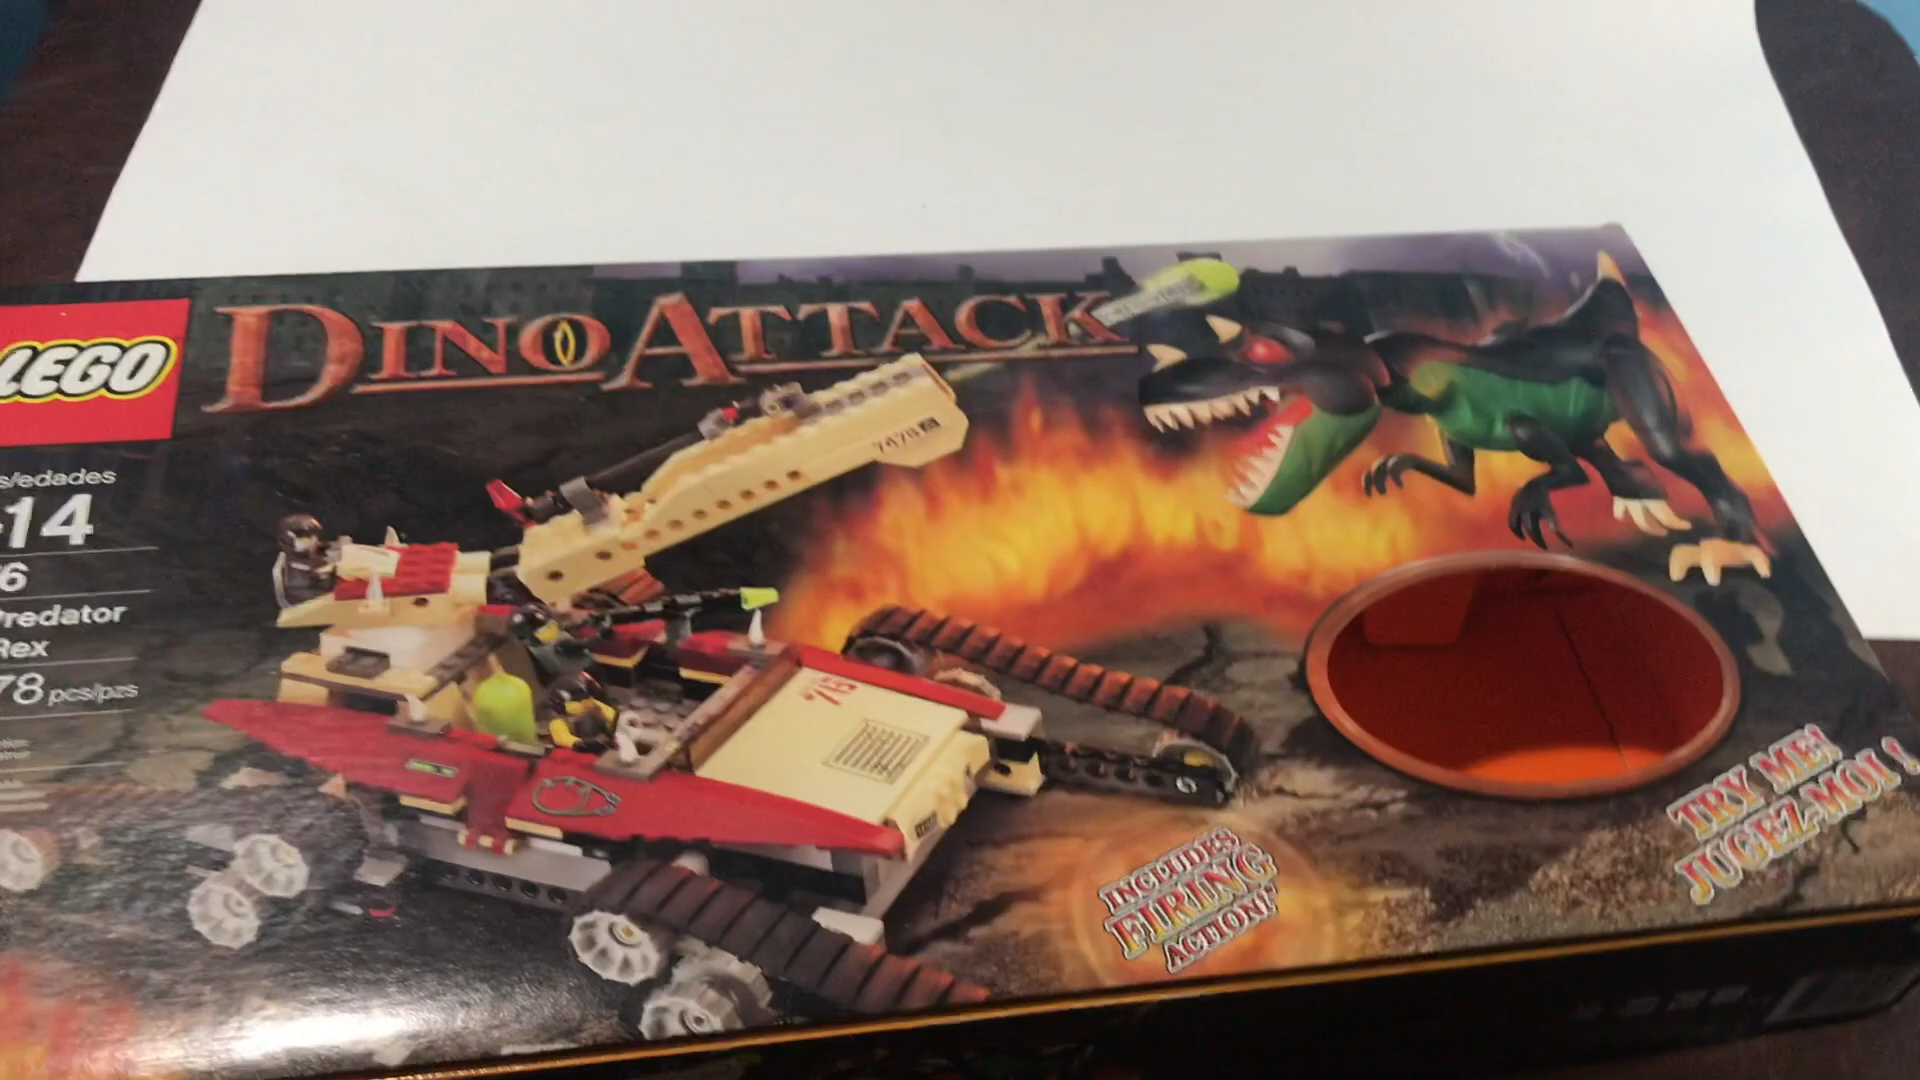 LEGO
DINO ATTACK
s/edades
-14
6
Predator
Rex
78 pcs/pzs
7476
INCLUDES
FIRING
ACTION!
TRY ME!
JUGEZ-MOI !